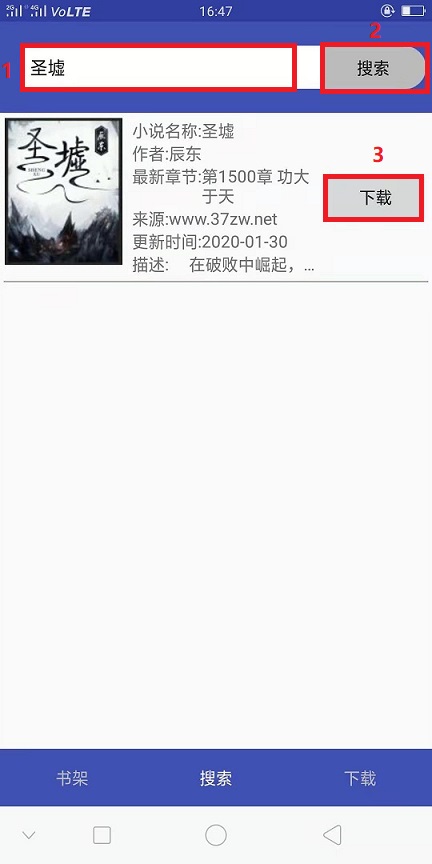 2G 4G VoLTE 16:47
2
1 圣墟 搜索
圣墟
辰东
小说名称:圣墟
作者:辰东
3
最新章节:第1500章 功大
于天
下载
来源:www.37zw.net
更新时间:2020-01-30
描述: 在破败中崛起，...
书架 搜索 下载